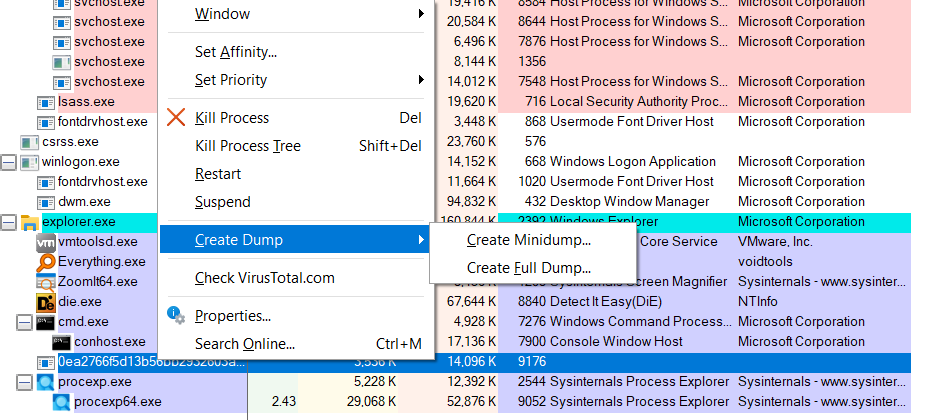 svchost.exe 19,416 K 8584 Host Process for Windows S... Microsoft Corporation
Window
svchost.exe 20,584 K 8644 Host Process for Windows S... Microsoft Corporation
svchost.exe 6,496 K 7876 Host Process for Windows S... Microsoft Corporation
Set Affinity...
svchost.exe 8,144 K 1356
Set Priority
svchost.exe 14,012 K 7548 Host Process for Windows S... Microsoft Corporation
lsass.exe 19,620 K 716 Local Security Authority Proc... Microsoft Corporation
Kill Process Del
fontdrvhost.exe 3,448 K 868 Usermode Font Driver Host Microsoft Corporation
csrss.exe 23,760 K 576
Kill Process Tree Shift+Del
winlogon.exe 14,152 K 668 Windows Logon Application Microsoft Corporation
Restart
fontdrvhost.exe 11,664 K 1020 Usermode Font Driver Host Microsoft Corporation
dwm.exe 94,832 K 432 Desktop Window Manager Microsoft Corporation
Suspend
explorer.exe 160,844 K 2392 Windows Explorer Microsoft Corporation
Create Dump
Create Minidump...
vmtoolsd.exe Core Service VMware, Inc.
Everything.exe voidtools
Create Full Dump...
Check VirusTotal.com
ZoomIt64.exe Sysinternals Screen Magnifier Sysinternals - www.sysinter...
die.exe 67,644 K 8840 Detect It Easy(DiE) NTInfo
Properties...
cmd.exe 4,928 K 7276 Windows Command Proces... Microsoft Corporation
conhost.exe 17,136 K 7900 Console Window Host Microsoft Corporation
Search Online... Ctrl+M
0ea2766f5d13b56bb2932603a... 3,536 K 14,096 K 9176
procexp.exe 5,228 K 12,392 K 2544 Sysinternals Process Explorer Sysinternals - www.sysinter...
procexp64.exe 2.43 29,068 K 52,876 K 9052 Sysinternals Process Explorer Sysinternals - www.sysinter...